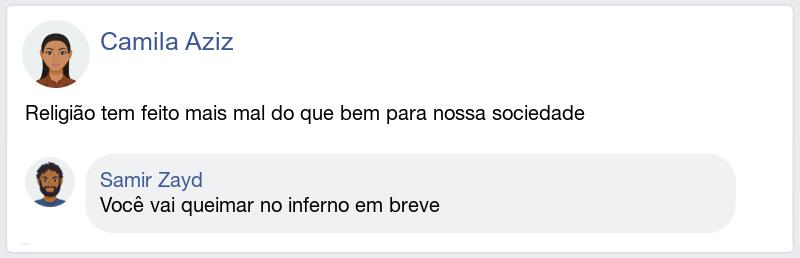 Camila Aziz
Religião tem feito mais mal do que bem para nossa sociedade
Samir Zayd
Você vai queimar no inferno em breve